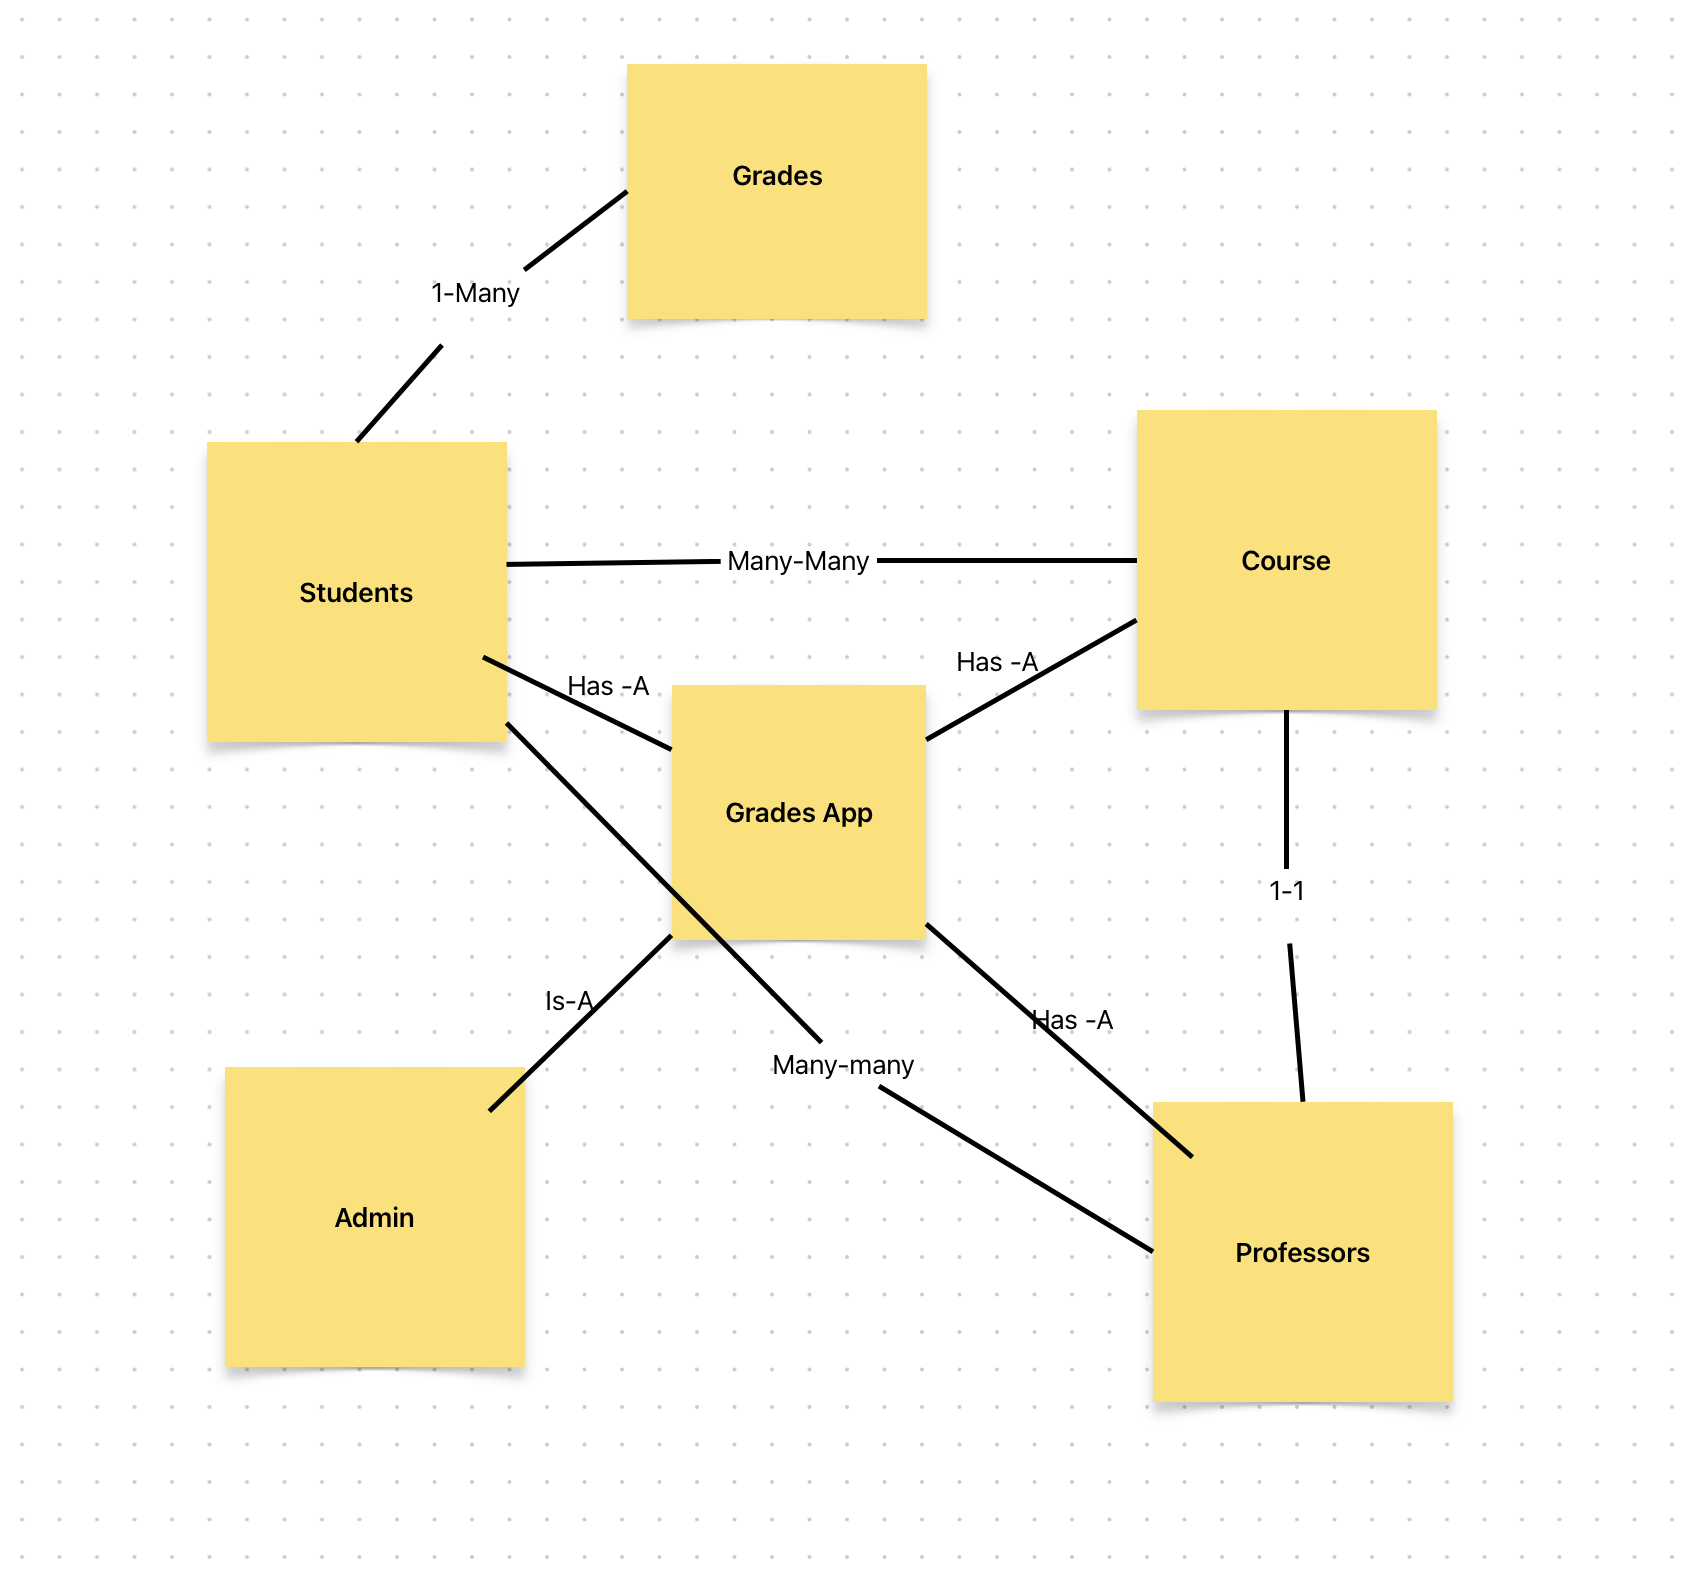 Grades
1-Many
Students
Many-Many
Course
Has -A
Has -A
Grades App
1-1
Is-A
Has -A
Many-many
Admin
Professors